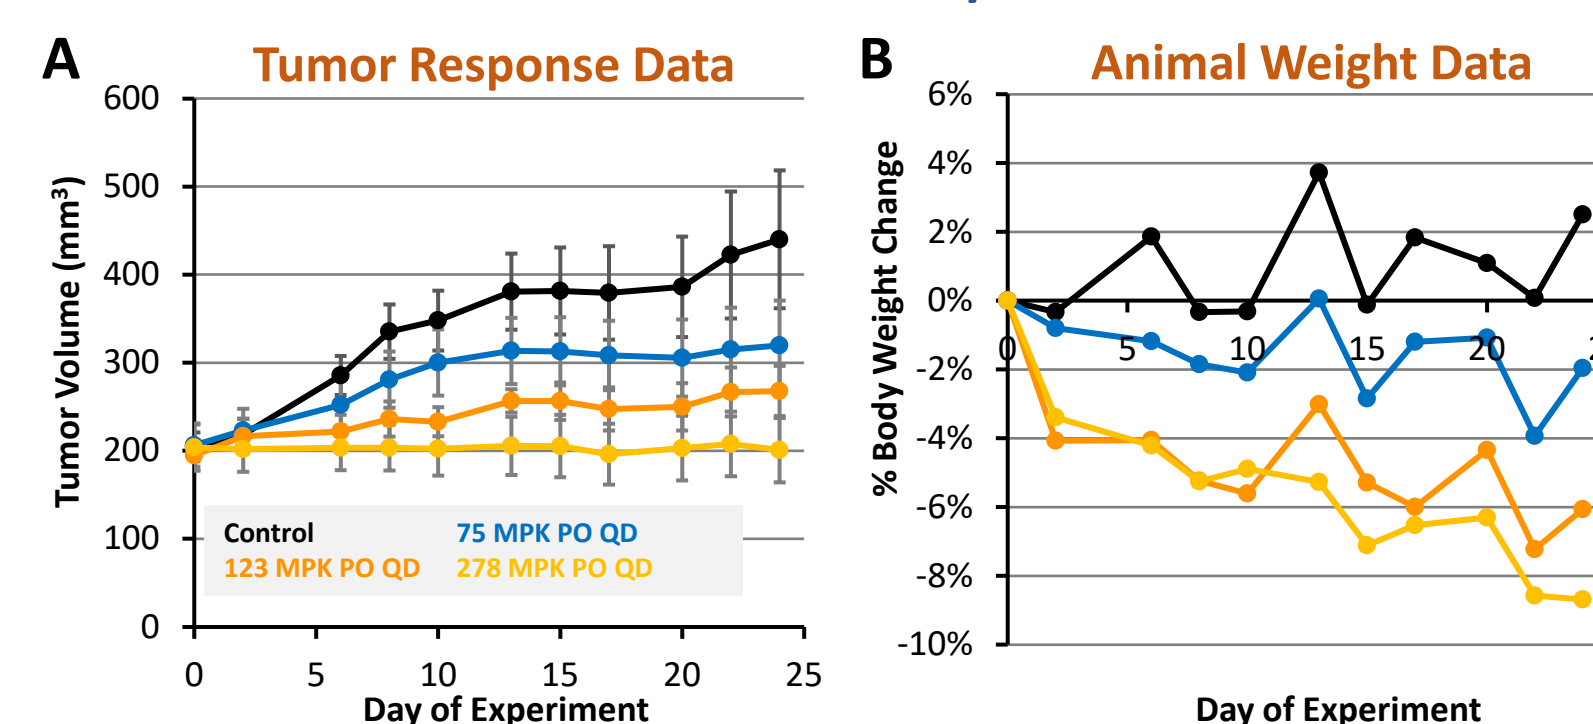 A
Tumor Response Data
600
500
400
300
200
100
0
Tumor Volume (mm³)
Control
75 MPK PO QD
123 MPK PO QD
278 MPK PO QD
0 5 10 15 20 25
Day of Experiment
B
Animal Weight Data
6%
4%
2%
0%
-2%
-4%
-6%
-8%
-10%
% Body Weight Change
0 5 10 15 20
Day of Experiment